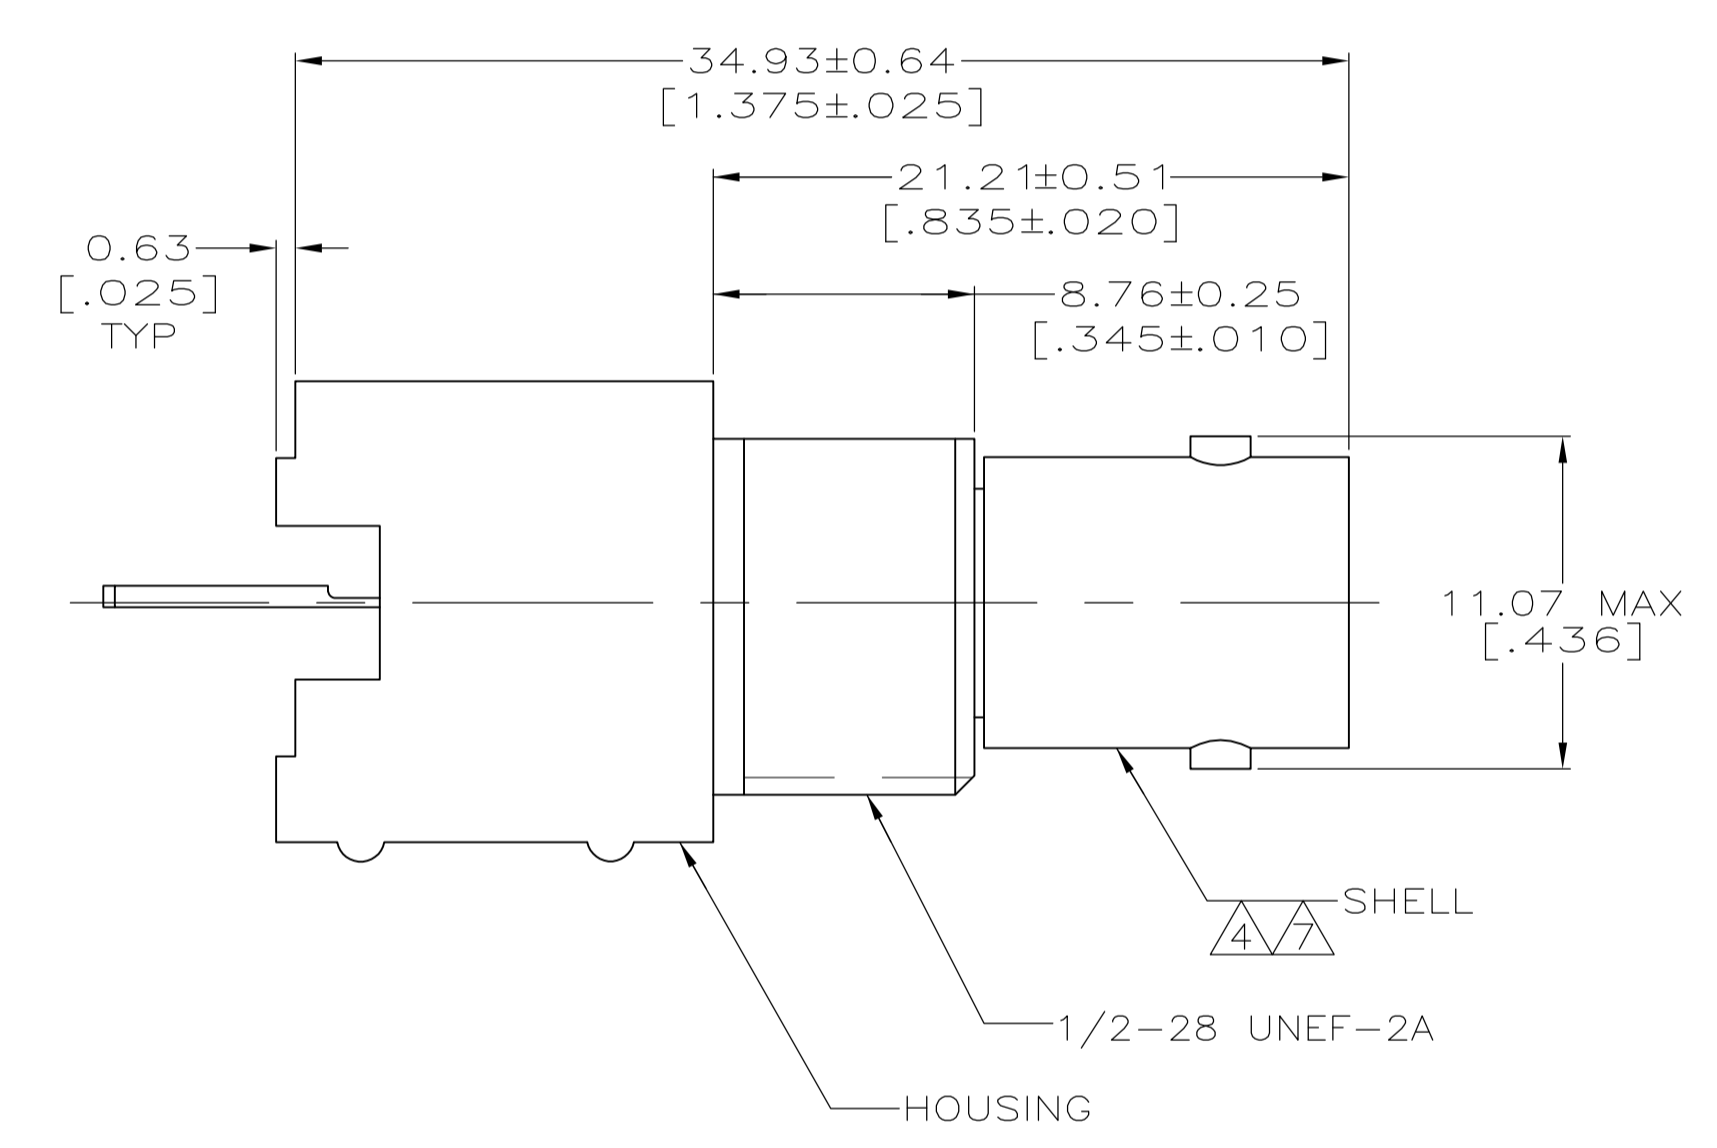 34.93±0.64
[1.375±.025]
21.21±0.51
[.835±.020]
0.63
[.025]
TYP
8.76±0.25
[.345±.010]
11.07 MAX
[.436]
SHELL
4 7
1/2-28 UNEF-2A
HOUSING